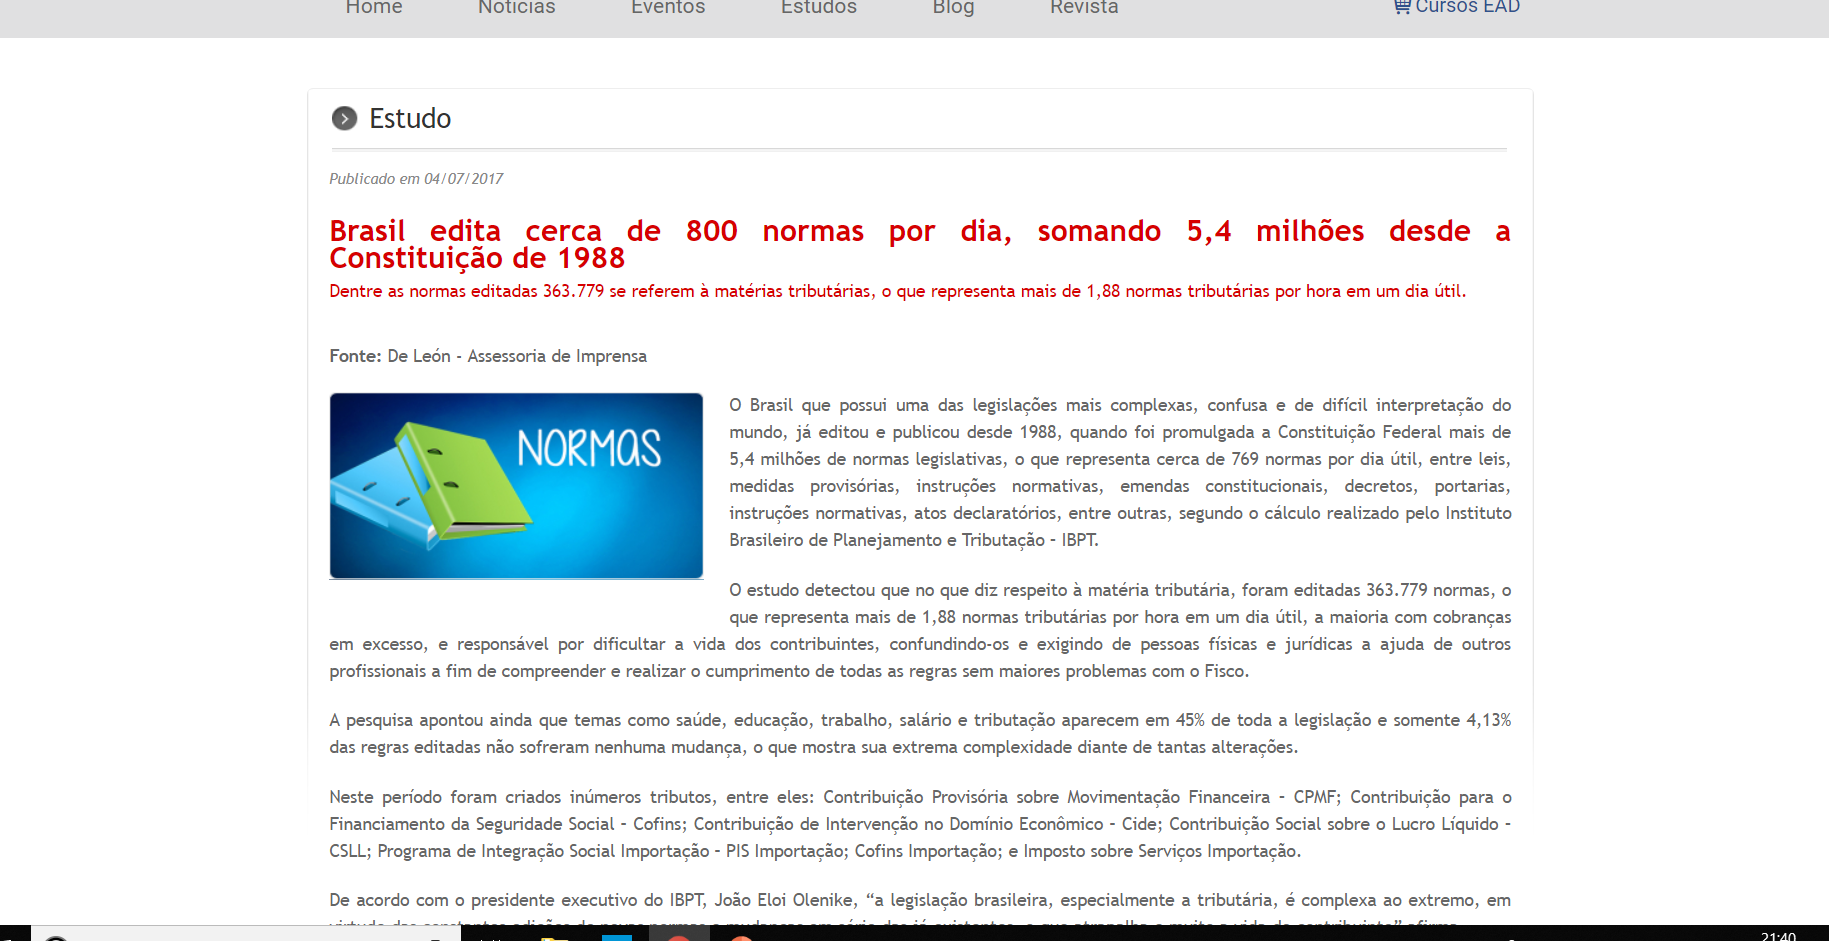 Home Notícias Eventos Estudos Blog Revista Cursos EAD
Estudo
Publicado em 04/07/2017
Brasil edita cerca de 800 normas por dia, somando 5,4 milhões desde a
Constituição de 1988
Dentre as normas editadas 363.779 se referem à matérias tributárias, o que representa mais de 1,88 normas tributárias por hora em um dia útil.
Fonte: De León - Assessoria de Imprensa
NORMAS
O Brasil que possui uma das legislações mais complexas, confusa e de difícil interpretação do
mundo, já editou e publicou desde 1988, quando foi promulgada a Constituição Federal mais de
5,4 milhões de normas legislativas, o que representa cerca de 769 normas por dia útil, entre leis,
medidas provisórias, instruções normativas, emendas constitucionais, decretos, portarias,
instruções normativas, atos declaratórios, entre outras, segundo o cálculo realizado pelo Instituto
Brasileiro de Planejamento e Tributação – IBPT.
O estudo detectou que no que diz respeito à matéria tributária, foram editadas 363.779 normas, o
que representa mais de 1,88 normas tributárias por hora em um dia útil, a maioria com cobranças
em excesso, e responsável por dificultar a vida dos contribuintes, confundindo-os e exigindo de pessoas físicas e jurídicas a ajuda de outros
profissionais a fim de compreender e realizar o cumprimento de todas as regras sem maiores problemas com o Fisco.
A pesquisa apontou ainda que temas como saúde, educação, trabalho, salário e tributação aparecem em 45% de toda a legislação e somente 4,13%
das regras editadas não sofreram nenhuma mudança, o que mostra sua extrema complexidade diante de tantas alterações.
Neste período foram criados inúmeros tributos, entre eles: Contribuição Provisória sobre Movimentação Financeira – CPMF; Contribuição para o
Financiamento da Seguridade Social – Cofins; Contribuição de Intervenção no Domínio Econômico – Cide; Contribuição Social sobre o Lucro Líquido –
CSLL; Programa de Integração Social Importação – PIS Importação; Cofins Importação; e Imposto sobre Serviços Importação.
De acordo com o presidente executivo do IBPT, João Eloi Olenike, “a legislação brasileira, especialmente a tributária, é complexa ao extremo, em
21:40